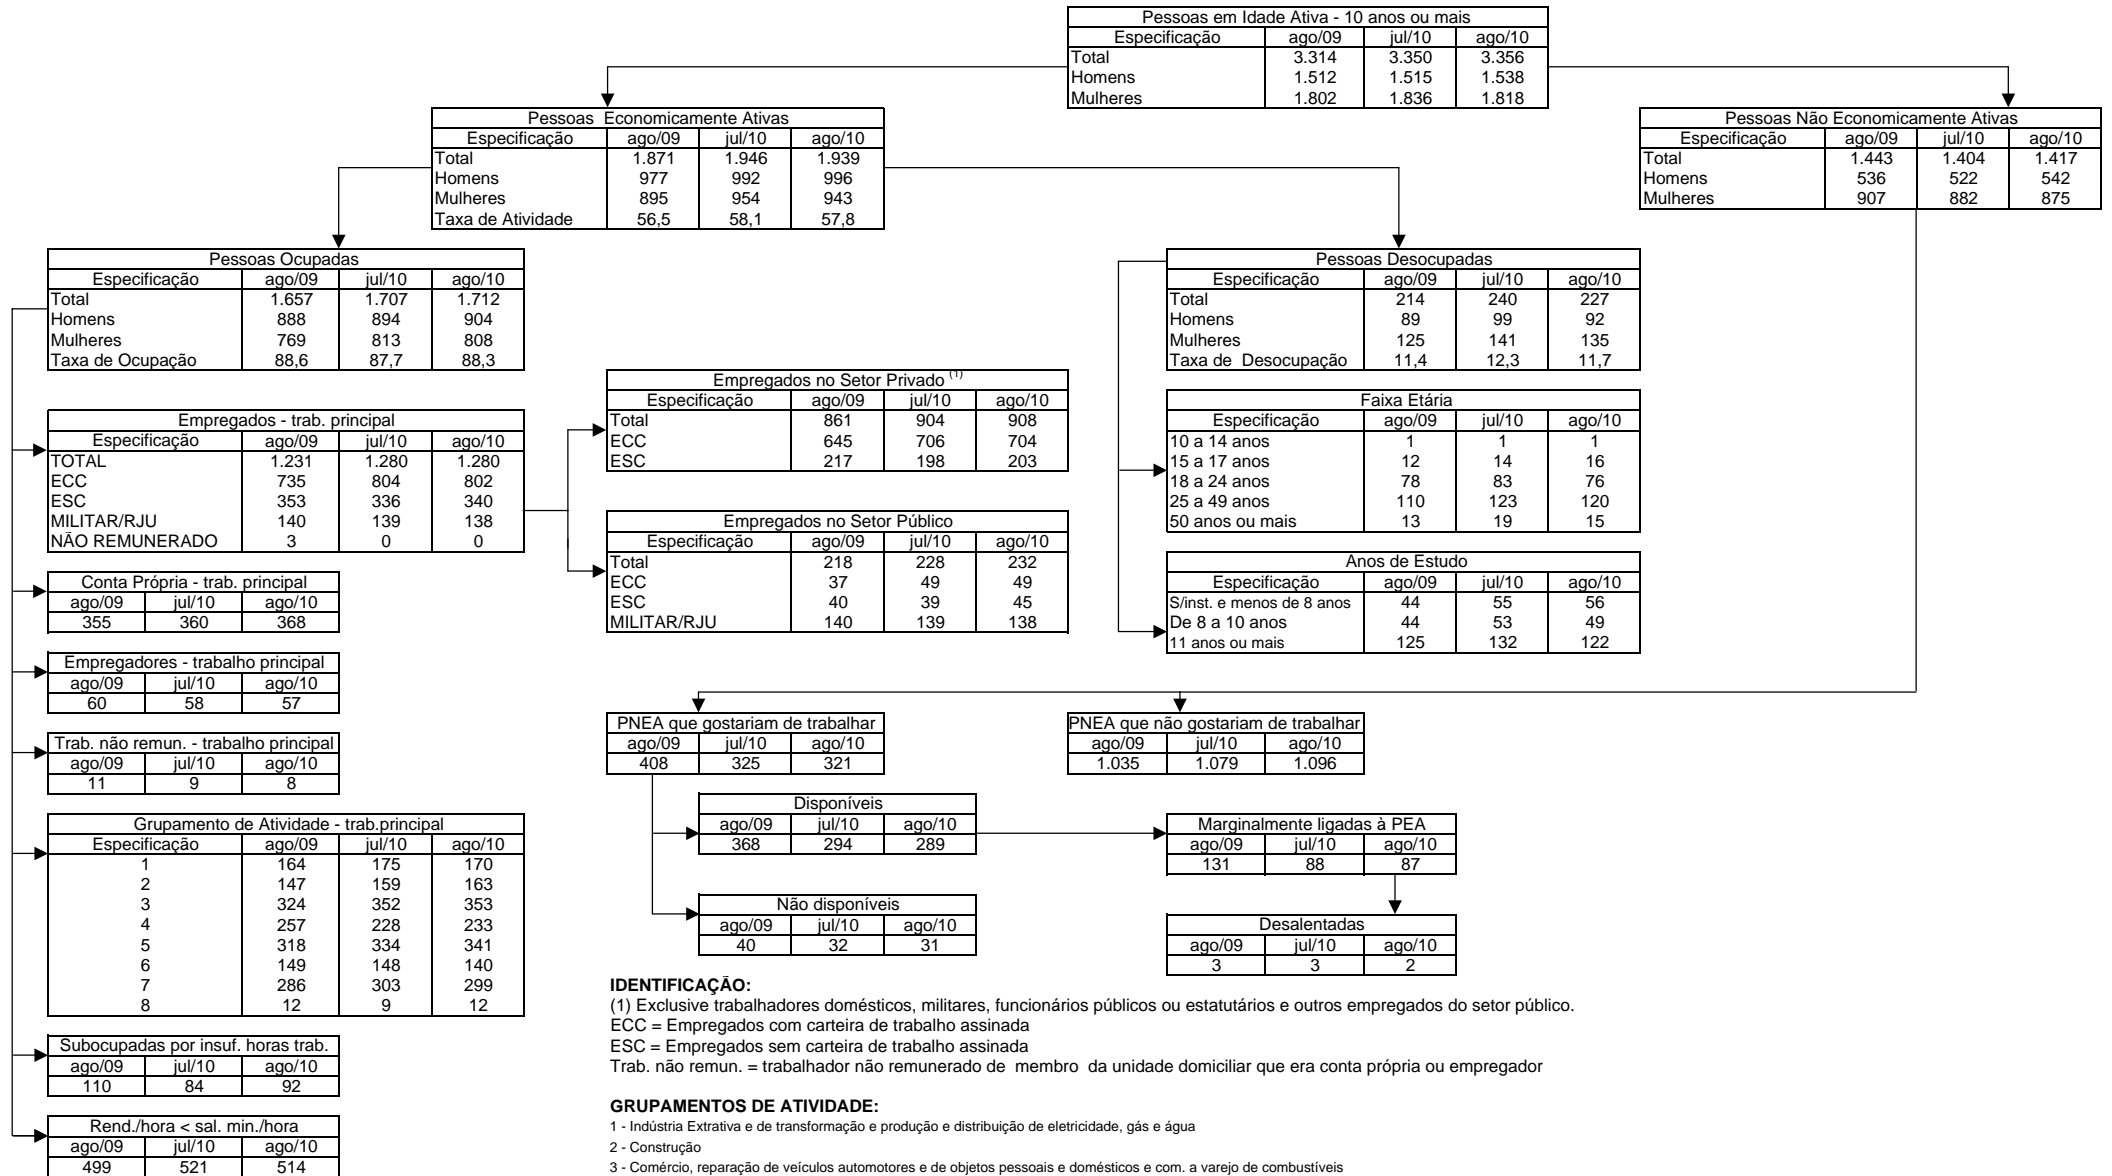 Pessoas em Idade Ativa - 10 anos ou mais
Especificação ago/09 jul/10 ago/10
Total 3.314 3.350 3.356
Homens 1.512 1.515 1.538
Mulheres 1.802 1.836 1.818
Pessoas Economicamente Ativas
Especificação ago/09 jul/10 ago/10
Total 1.871 1.946 1.939
Homens 977 992 996
Mulheres 895 954 943
Taxa de Atividade 56,5 58,1 57,8
Pessoas Não Economicamente Ativas
Especificação ago/09 jul/10 ago/10
Total 1.443 1.404 1.417
Homens 536 522 542
Mulheres 907 882 875
Pessoas Ocupadas
Especificação ago/09 jul/10 ago/10
Total 1.657 1.707 1.712
Homens 888 894 904
Mulheres 769 813 808
Taxa de Ocupação 88,6 87,7 88,3
Pessoas Desocupadas
Especificação ago/09 jul/10 ago/10
Total 214 240 227
Homens 89 99 92
Mulheres 125 141 135
Taxa de Desocupação 11,4 12,3 11,7
Empregados - trab. principal
Especificação ago/09 jul/10 ago/10
TOTAL 1.231 1.280 1.280
ECC 735 804 802
ESC 353 336 340
MILITAR/RJU 140 139 138
NÃO REMUNERADO 3 0 0
Empregados no Setor Privado (1)
Especificação ago/09 jul/10 ago/10
Total 861 904 908
ECC 645 706 704
ESC 217 198 203
Empregados no Setor Público
Especificação ago/09 jul/10 ago/10
Total 218 228 232
ECC 37 49 49
ESC 40 39 45
MILITAR/RJU 140 139 138
Faixa Etária
Especificação ago/09 jul/10 ago/10
10 a 14 anos 1 1 1
15 a 17 anos 12 14 16
18 a 24 anos 78 83 76
25 a 49 anos 110 123 120
50 anos ou mais 13 19 15
Anos de Estudo
Especificação ago/09 jul/10 ago/10
S/inst. e menos de 8 anos 44 55 56
De 8 a 10 anos 44 53 49
11 anos ou mais 125 132 122
Conta Própria - trab. principal
ago/09 jul/10 ago/10
355 360 368
Empregadores - trabalho principal
ago/09 jul/10 ago/10
60 58 57
Trab. não remun. - trabalho principal
ago/09 jul/10 ago/10
11 9 8
Grupamento de Atividade - trab.principal
Especificação ago/09 jul/10 ago/10
1 164 175 170
2 147 159 163
3 324 352 353
4 257 228 233
5 318 334 341
6 149 148 140
7 286 303 299
8 12 9 12
Subocupadas por insuf. horas trab.
ago/09 jul/10 ago/10
110 84 92
Rend./hora < sal. min./hora
ago/09 jul/10 ago/10
499 521 514
PNEA que gostariam de trabalhar
ago/09 jul/10 ago/10
408 325 321
PNEA que não gostariam de trabalhar
ago/09 jul/10 ago/10
1.035 1.079 1.096
Disponíveis
ago/09 jul/10 ago/10
368 294 289
Marginalmente ligadas à PEA
ago/09 jul/10 ago/10
131 88 87
Não disponíveis
ago/09 jul/10 ago/10
40 32 31
Desalentadas
ago/09 jul/10 ago/10
3 3 2
IDENTIFICAÇÃO:
(1) Exclusive trabalhadores domésticos, militares, funcionários públicos ou estatutários e outros empregados do setor público.
ECC = Empregados com carteira de trabalho assinada
ESC = Empregados sem carteira de trabalho assinada
Trab. não remun. = trabalhador não remunerado de membro da unidade domiciliar que era conta própria ou empregador
GRUPAMENTOS DE ATIVIDADE:
1 - Indústria Extrativa e de transformação e produção e distribuição de eletricidade, gás e água
2 - Construção
3 - Comércio, reparação de veículos automotores e de objetos pessoais e domésticos e com. a varejo de combustíveis